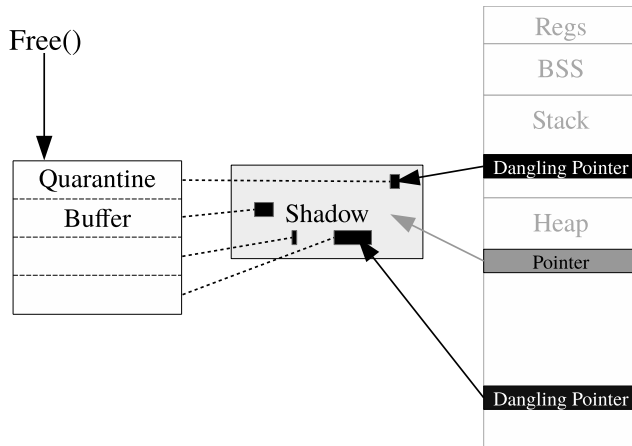 Free()
Quarantine
Buffer
Shadow
Regs
BSS
Stack
Dangling Pointer
Heap
Pointer
Dangling Pointer